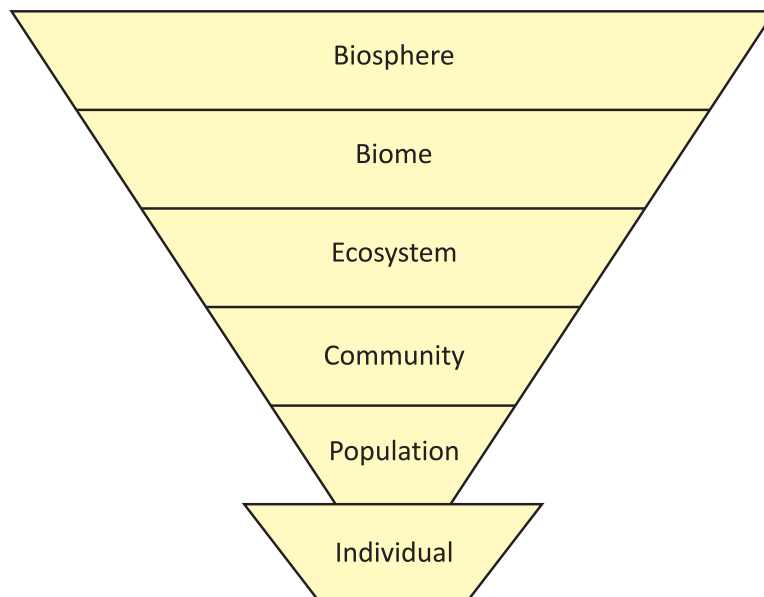 Biosphere
Biome
Ecosystem
Community
Population
Individual